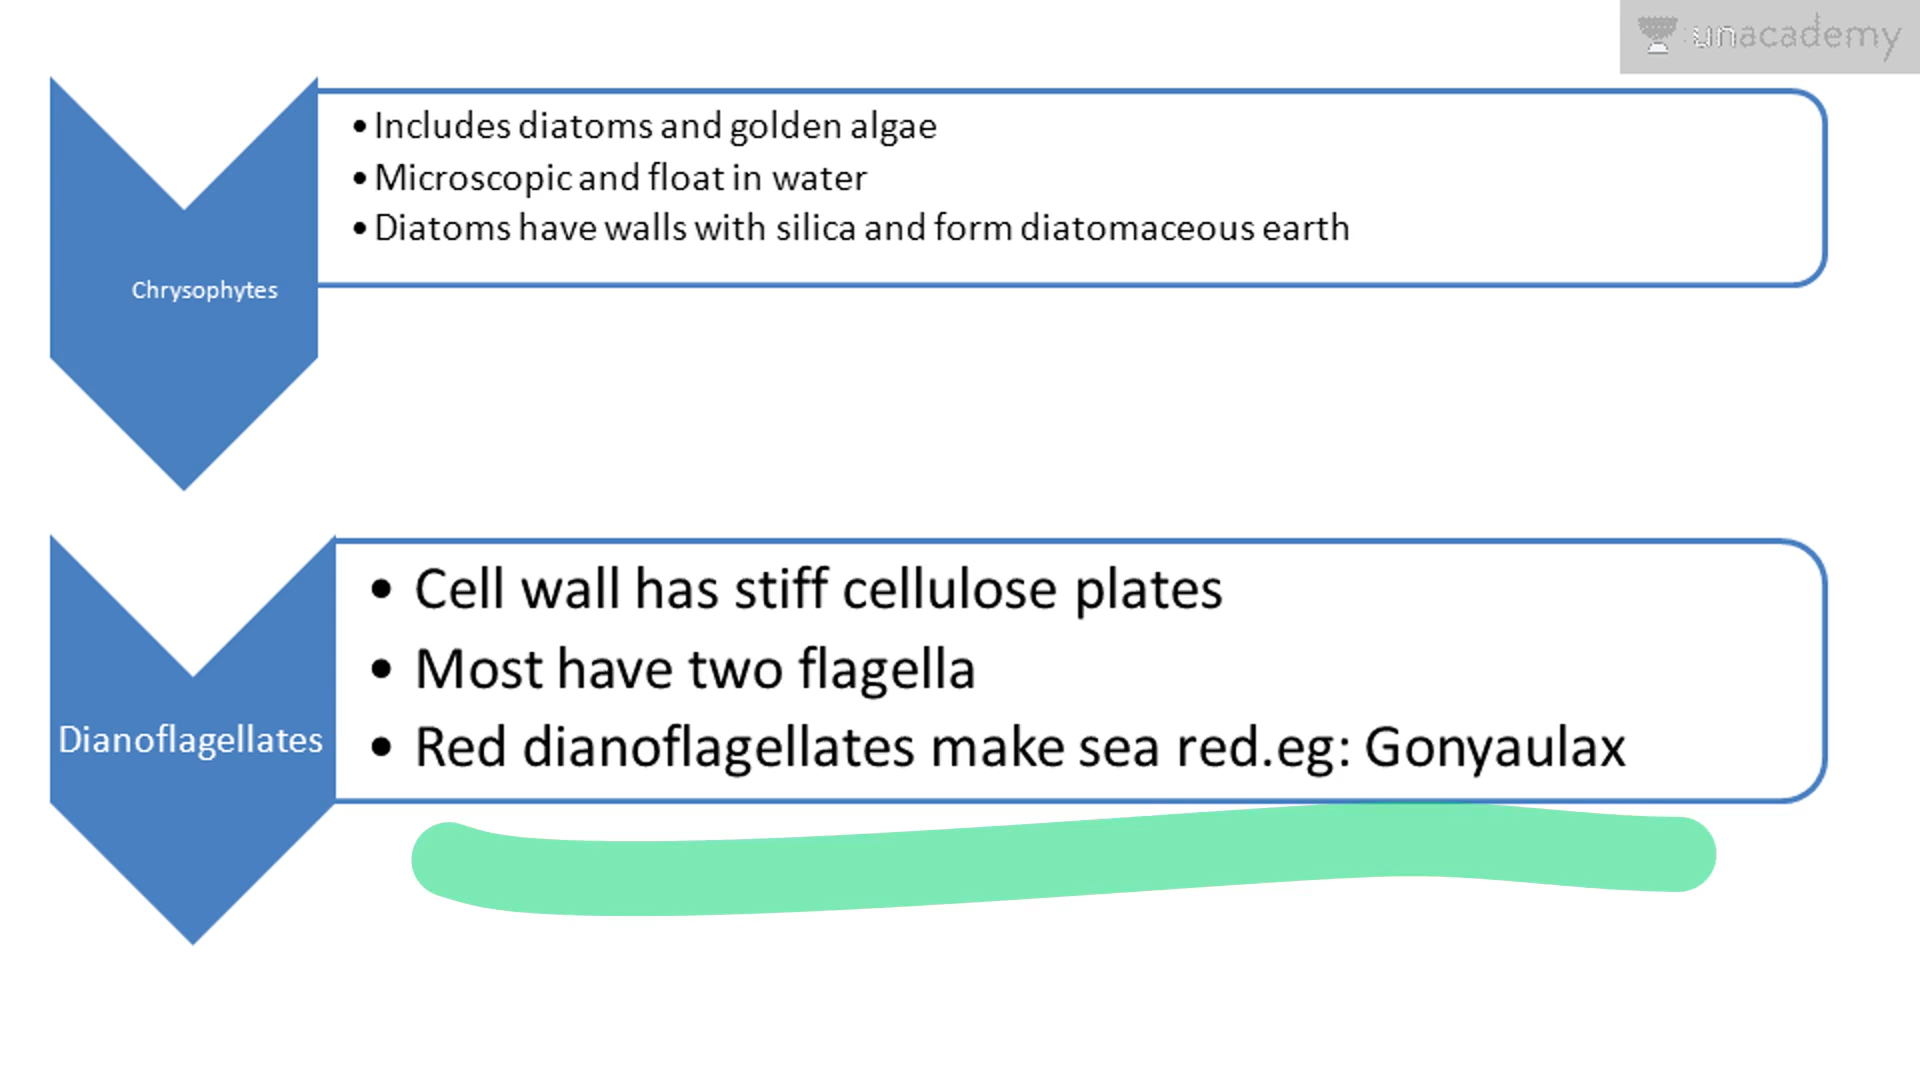 unacademy
• Includes diatoms and golden algae
• Microscopic and float in water
• Diatoms have walls with silica and form diatomaceous earth
Chrysophytes
• Cell wall has stiff cellulose plates
• Most have two flagella
Dianoflagellates
• Red dianoflagellates make sea red.eg: Gonyaulax